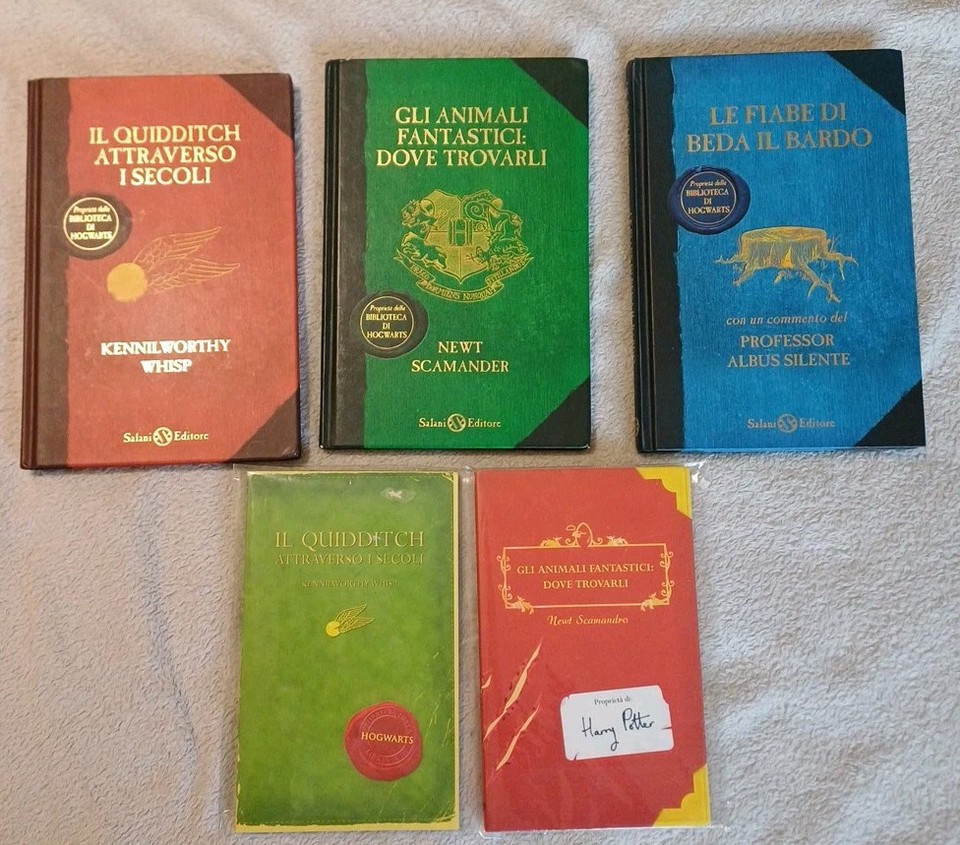 IL QUIDDITCH
ATTRAVERSO
I SECOLI
Proprietà della
BIBLIOTECA
DI
HOGWARTS
KENNILWORTHY
WHISP
Salani Editore
GLI ANIMALI
FANTASTICI:
DOVE TROVARLI
H
DRACO DORMIENS NUNQUAM TITILLANDUS
Proprietà della
BIBLIOTECA
DI
HOGWARTS
NEWT
SCAMANDER
Salani Editore
LE FIABE DI
BEDA IL BARDO
Proprietà della
BIBLIOTECA
DI
HOGWARTS
con un commento del
PROFESSOR
ALBUS SILENTE
Salani Editore
IL QUIDDITCH
ATTRAVERSO I SECOLI
KENNILWORTHY WHISP
HOGWARTS
GLI ANIMALI FANTASTICI:
DOVE TROVARLI
Newt Scamandro
Proprietà di:
Harry Potter